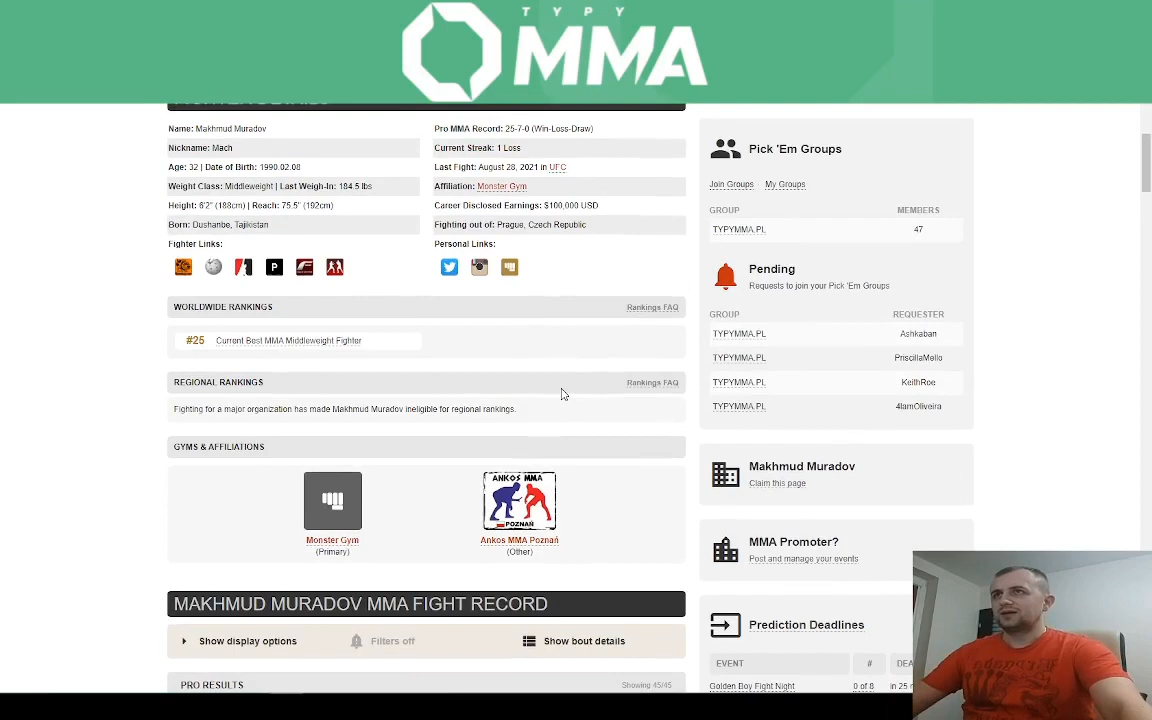 TYPY
MMA
Name: Makhmud Muradov
Nickname: Mach
Age: 32 | Date of Birth: 1990.02.08
Weight Class: Middleweight | Last Weigh-In: 184.5 lbs
Height: 6'2" (188cm) | Reach: 75.5" (192cm)
Born: Dushanbe, Tajikistan
Fighter Links:
Pro MMA Record: 25-7-0 (Win-Loss-Draw)
Current Streak: 1 Loss
Last Fight: August 28, 2021 in UFC
Affiliation: Monster Gym
Career Disclosed Earnings: $100,000 USD
Fighting out of: Prague, Czech Republic
Personal Links:
WORLDWIDE RANKINGS Rankings FAQ
#25 Current Best MMA Middleweight Fighter
REGIONAL RANKINGS Rankings FAQ
Fighting for a major organization has made Makhmud Muradov ineligible for regional rankings.
GYMS & AFFILIATIONS
ANKOS MMA
POZNAŃ
Monster Gym
(Primary)
Ankos MMA Poznań
(Other)
MAKHMUD MURADOV MMA FIGHT RECORD
Show display options Filters off Show bout details
PRO RESULTS Showing 45/45
Pick 'Em Groups
Join Groups My Groups
GROUP MEMBERS
TYPYMMA.PL 47
Pending
Requests to join your Pick 'Em Groups
GROUP REQUESTER
TYPYMMA.PL Ashkaban
TYPYMMA.PL PriscillaMello
TYPYMMA.PL KeithRoe
TYPYMMA.PL 4IamOliveira
Makhmud Muradov
Claim this page
MMA Promoter?
Post and manage your events
Prediction Deadlines
EVENT # DEA
Golden Boy Fight Night 0 of 8 in 25 m